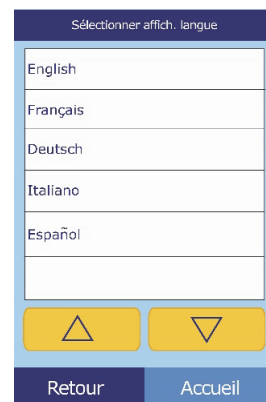 Sélectionner affich. langue
English
Français
Deutsch
Italiano
Español
Retour Accueil